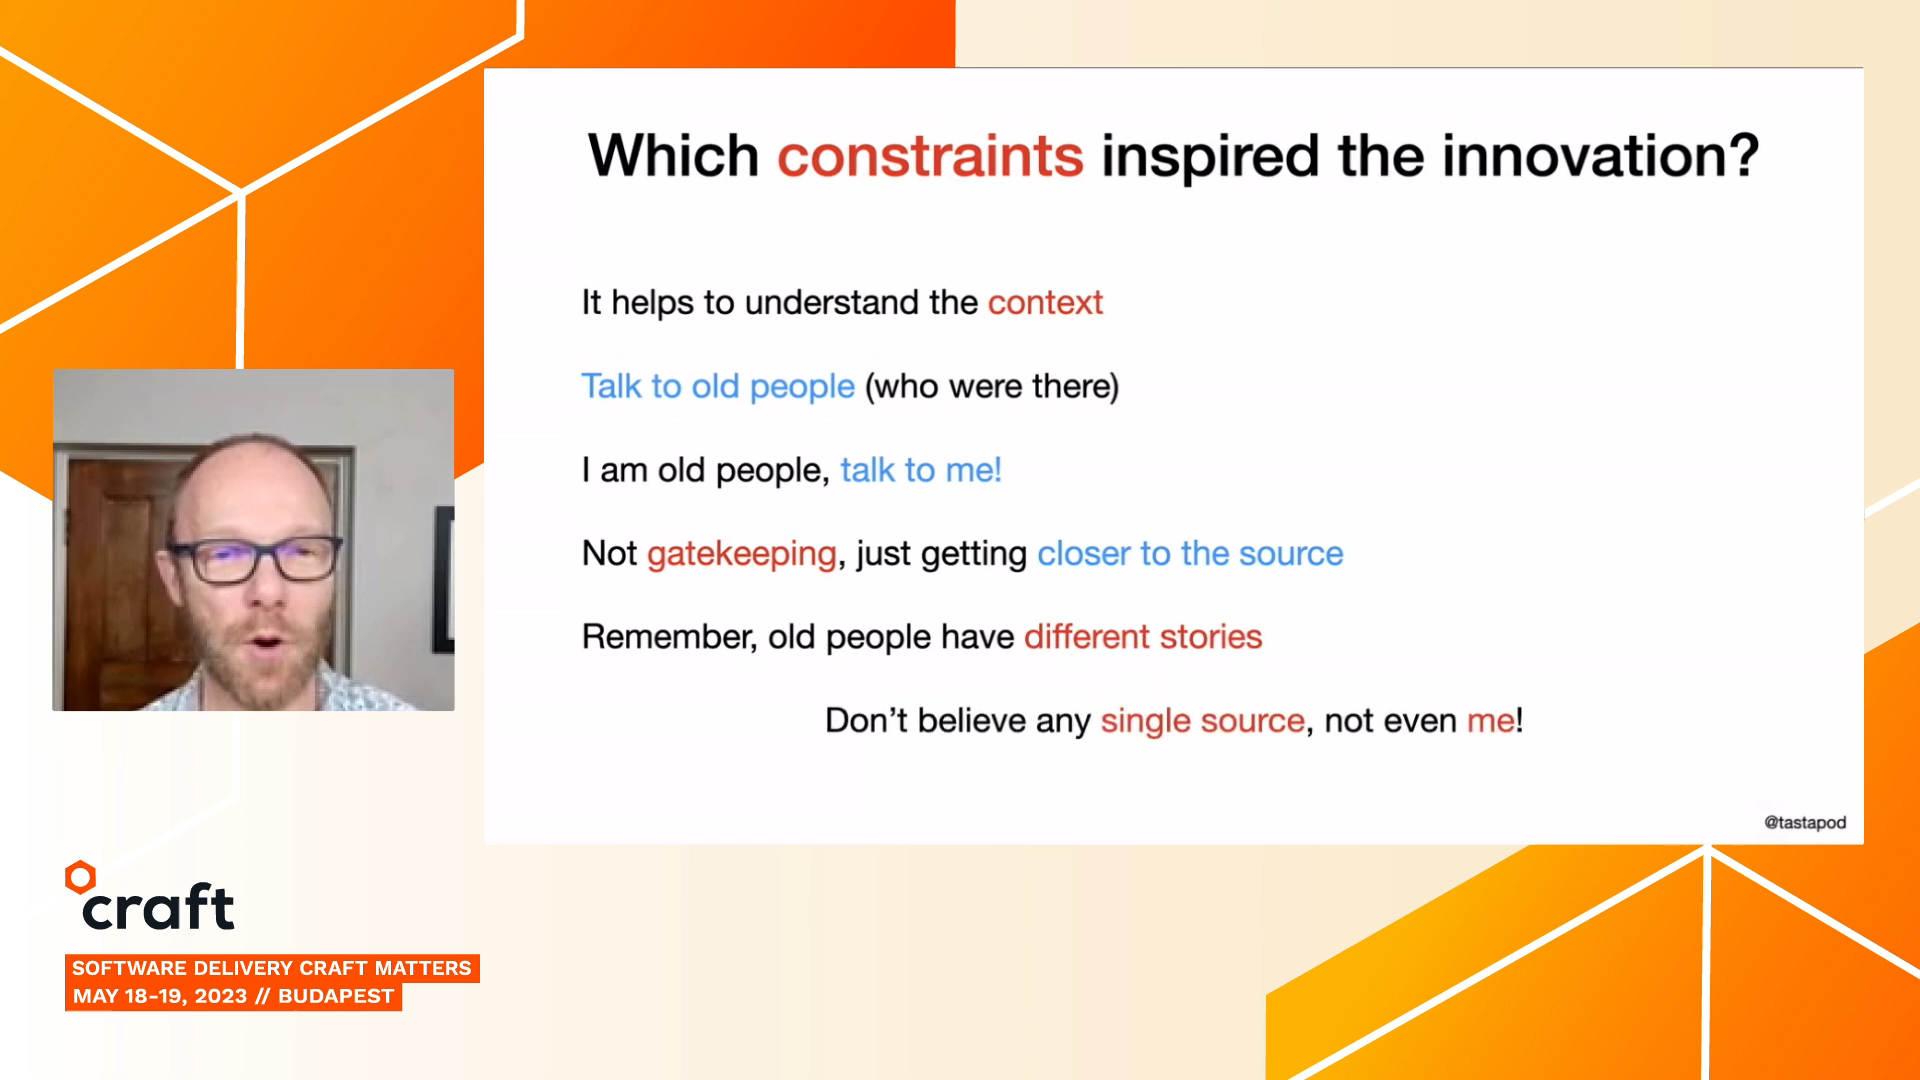 Which constraints inspired the innovation?
It helps to understand the context
Talk to old people (who were there)
I am old people, talk to me!
Not gatekeeping, just getting closer to the source
Remember, old people have different stories
Don’t believe any single source, not even me!
@tastapod
craft
SOFTWARE DELIVERY CRAFT MATTERS
MAY 18-19, 2023 // BUDAPEST